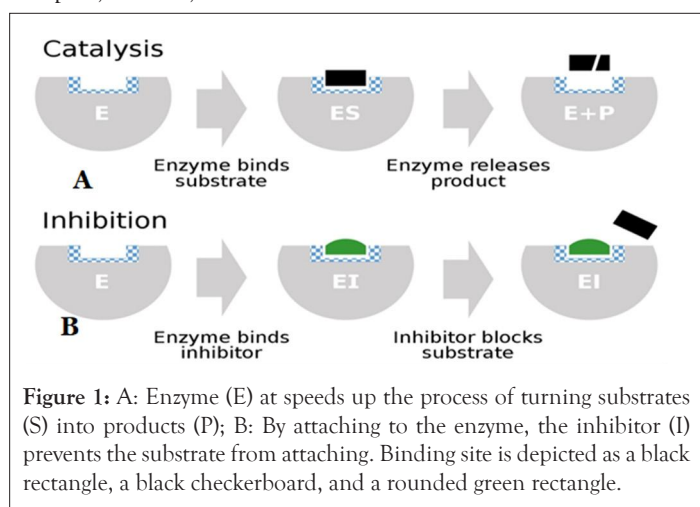 Catalysis
E
ES
E+P
A
Enzyme binds
substrate
Enzyme releases
product
Inhibition
E
EI
EI
B
Enzyme binds
inhibitor
Inhibitor blocks
substrate
Figure 1: A: Enzyme (E) at speeds up the process of turning substrates
(S) into products (P); B: By attaching to the enzyme, the inhibitor (I)
prevents the substrate from attaching. Binding site is depicted as a black
rectangle, a black checkerboard, and a rounded green rectangle.